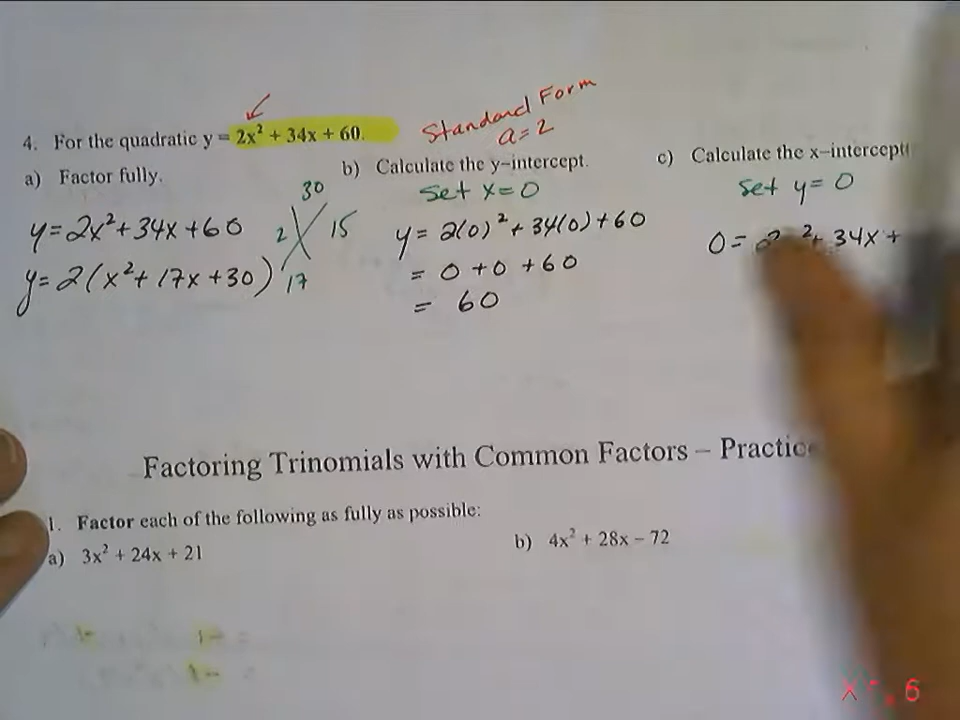 4. For the quadratic y = 2x² + 34x + 60.
Standard Form
a = 2
a) Factor fully.
y = 2x² + 34x + 60
y = 2(x² + 17x + 30)
30
2 15
17
b) Calculate the y–intercept.
Set x = 0
y = 2(0)² + 34(0) + 60
= 0 + 0 + 60
= 60
c) Calculate the x–intercept
Set y = 0
0 = 34x +
Factoring Trinomials with Common Factors –
1. Factor each of the following as fully as possible:
a) 3x² + 24x + 21
b) 4x² + 28x – 72